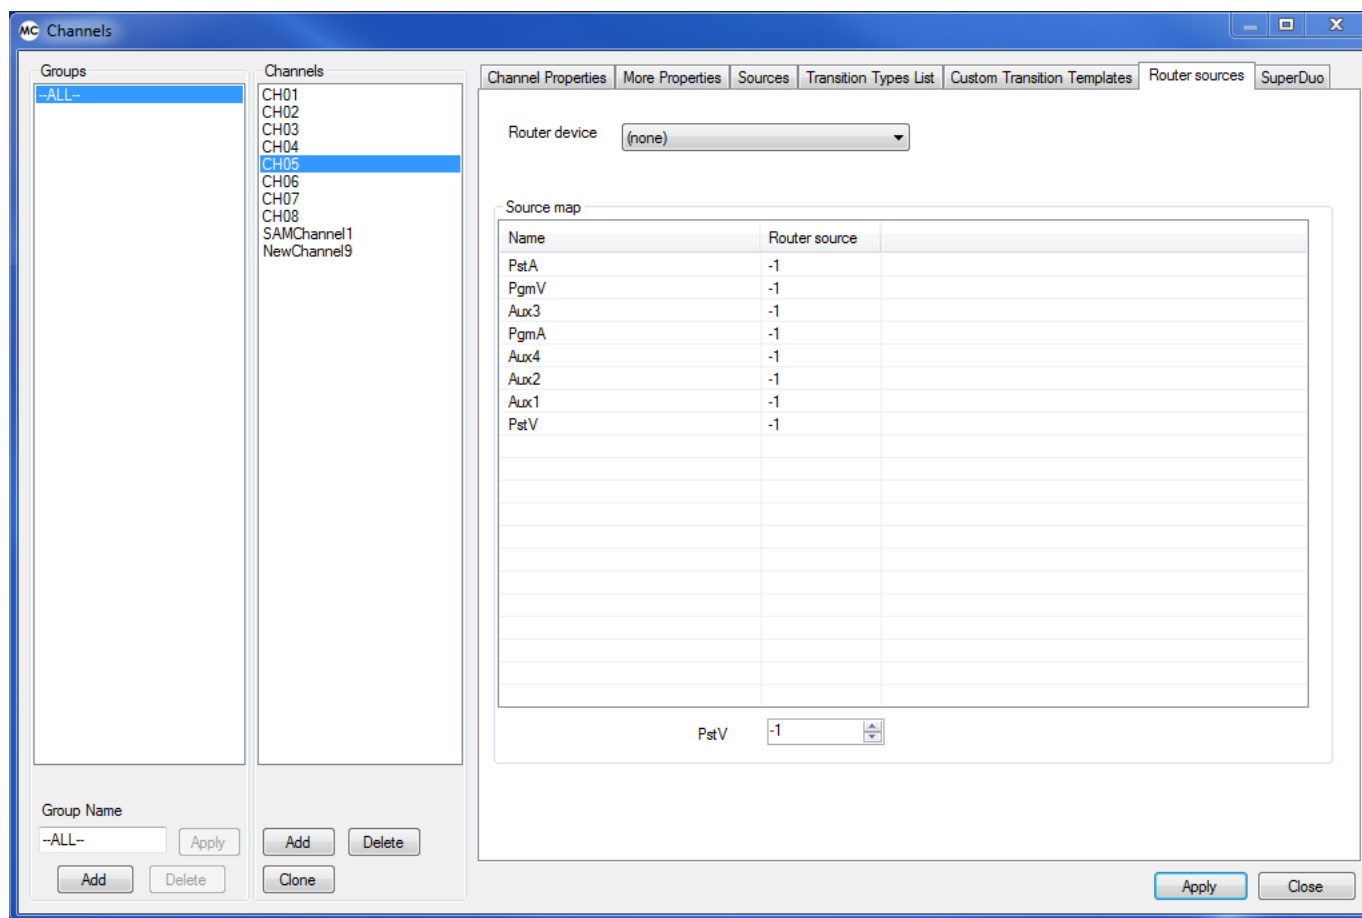 MC Channels
Groups
--ALL--
Group Name
--ALL--
Apply
Add
Delete
Channels
CH01
CH02
CH03
CH04
CH05
CH06
CH07
CH08
SAMChannel1
NewChannel9
Add
Delete
Clone
Channel Properties
More Properties
Sources
Transition Types List
Custom Transition Templates
Router sources
SuperDuo
Router device
(none)
Source map
Name Router source
PstA -1
PgmV -1
Aux3 -1
PgmA -1
Aux4 -1
Aux2 -1
Aux1 -1
PstV -1
PstV -1
Apply
Close